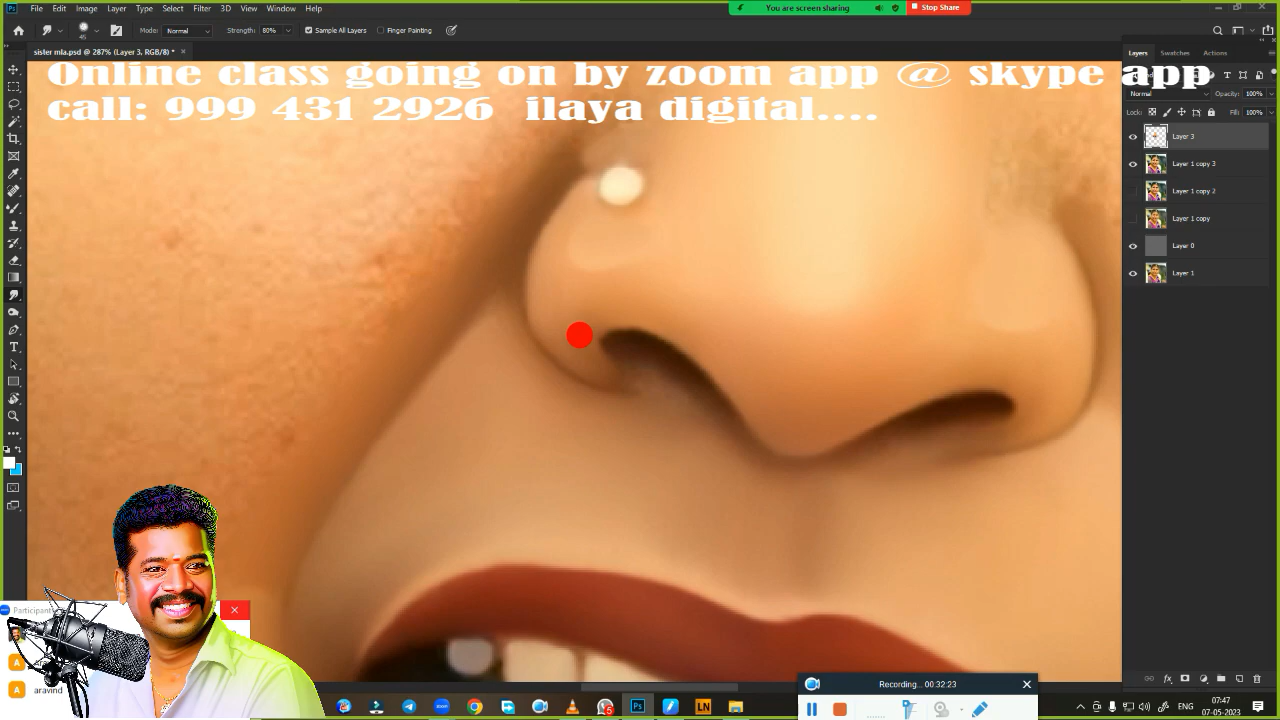 File Edit Image Layer Type Select Filter 3D View Window Help
You are screen sharing Stop Share
45 Mode: Normal Strength: 80% Sample All Layers Finger Painting
sister mla.psd @ 287% (Layer 3, RGB/8) *
Layers Swatches Actions
Online class going on by zoom app @ skype app
call: 999 431 2926 ilaya digital....
Normal Opacity: 100%
Lock: Fill: 100%
Layer 3
Layer 1 copy 3
Layer 1 copy 2
Layer 1 copy
Layer 0
Layer 1
A
A aravind
Recording... 00:32:23
Ps LN 5
07:47
07-05-2023